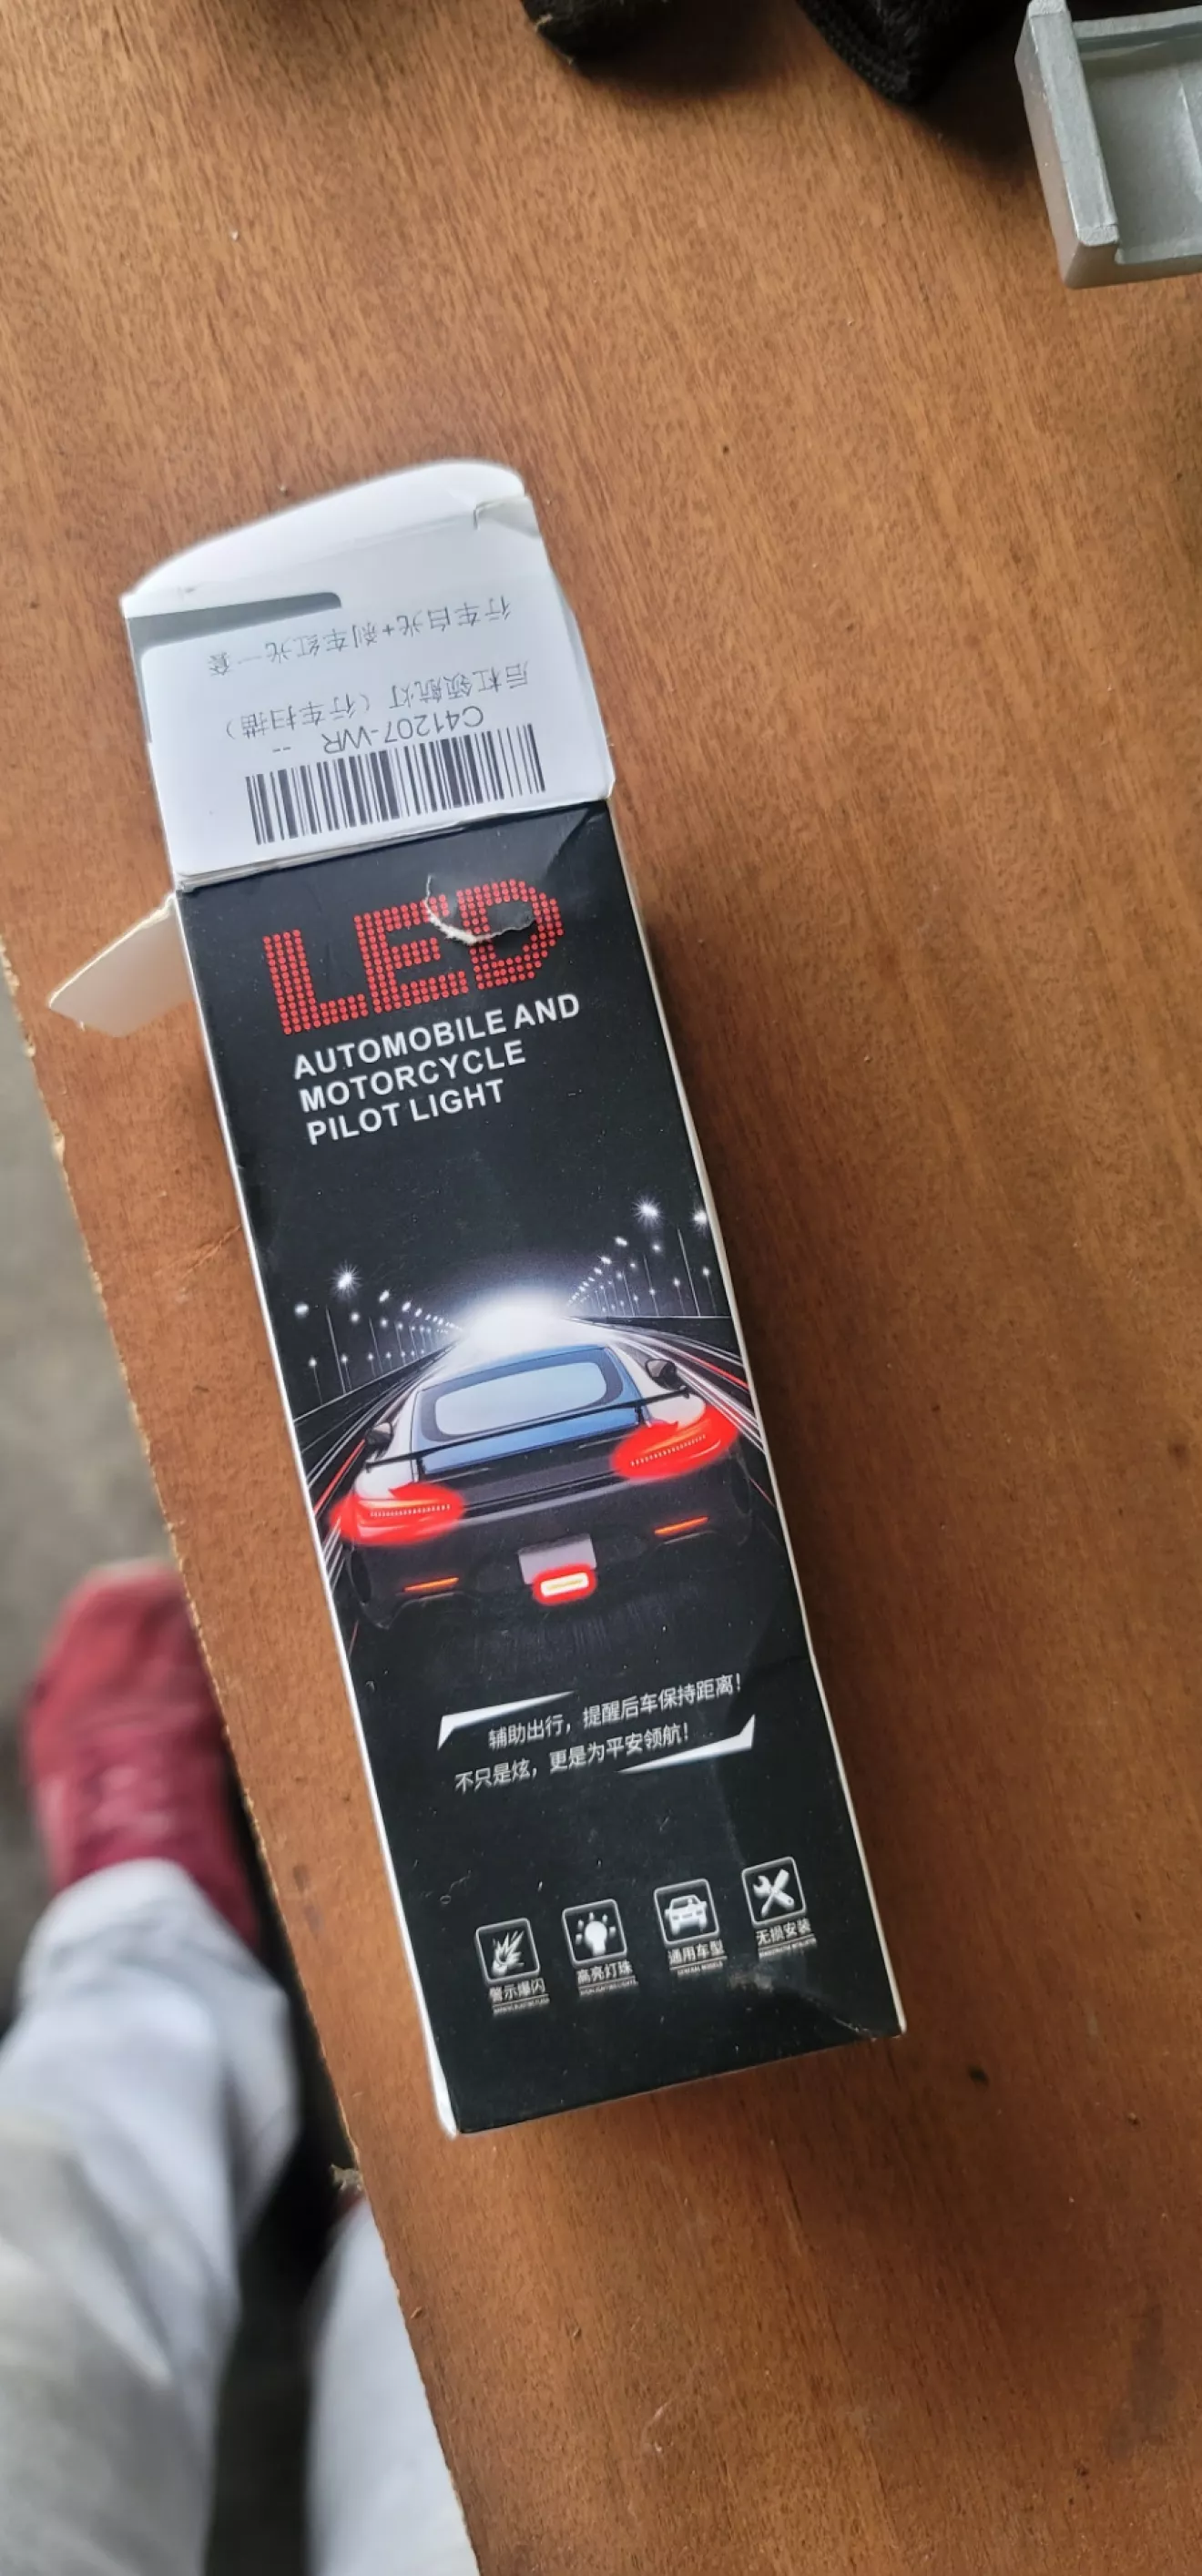 C41207-WR --
后杠领航灯（行车扫描）
行车白光+刹车红光一套
LED
AUTOMOBILE AND
MOTORCYCLE
PILOT LIGHT
辅助出行，提醒后车保持距离！
不只是炫，更是为平安领航！
警示爆闪
高亮灯珠
通用车型
无损安装